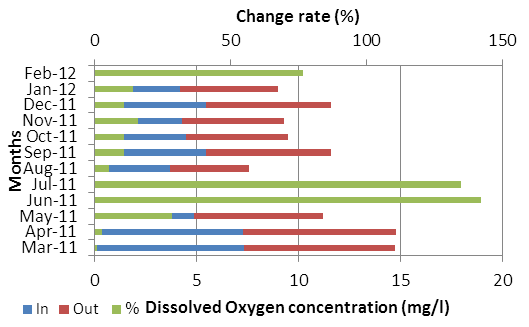 Change rate (%)
0 50 100 150
Months
Feb-12
Jan-12
Dec-11
Nov-11
Oct-11
Sep-11
Aug-11
Jul-11
Jun-11
May-11
Apr-11
Mar-11
0 5 10 15 20
In Out % Dissolved Oxygen concentration (mg/l)